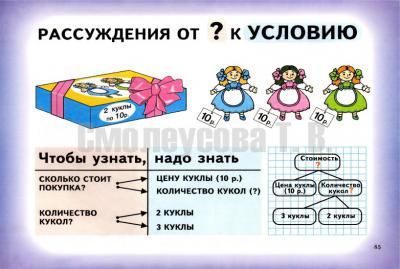 РАССУЖДЕНИЯ ОТ ? К УСЛОВИЮ
2 куклы
по 10р.
10р.
10р.
10р.
Смолеусова Т. В.
Чтобы узнать, надо знать
СКОЛЬКО СТОИТ ПОКУПКА?
ЦЕНУ КУКЛЫ (10 р.)
КОЛИЧЕСТВО КУКОЛ (?)
КОЛИЧЕСТВО КУКОЛ?
2 КУКЛЫ
3 КУКЛЫ
Стоимость
?
Цена куклы
(10 р.)
Количество
кукол ?
3 куклы
2 куклы
85